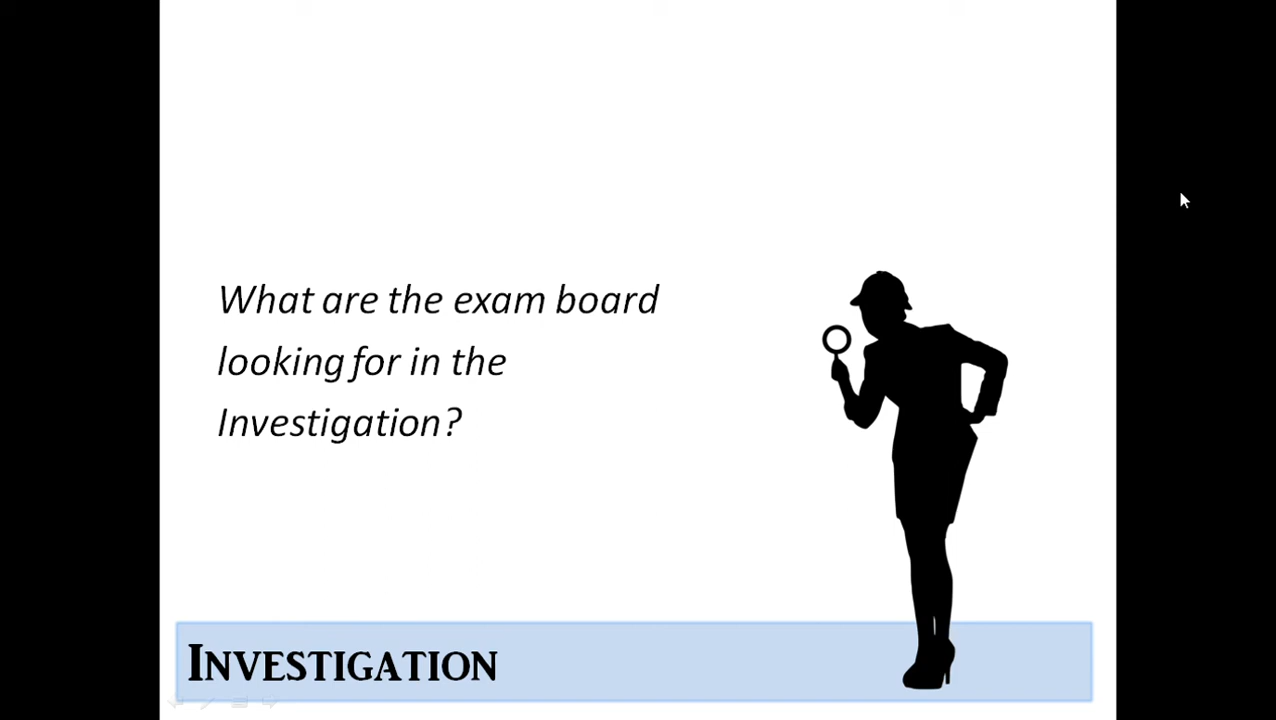 What are the exam board
looking for in the
Investigation?
INVESTIGATION